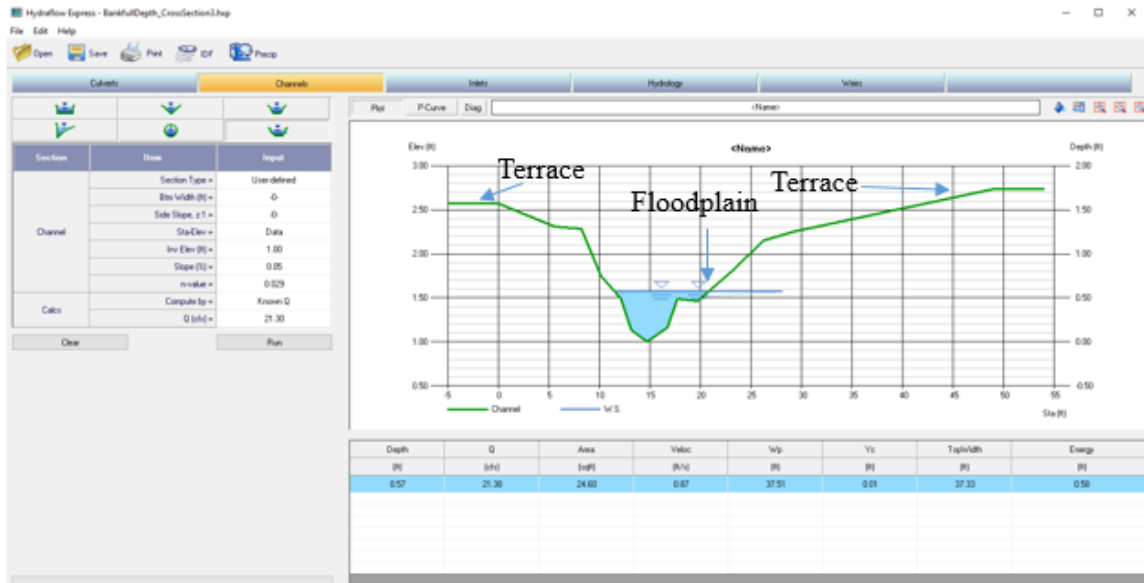 Hydraflow Express - BankfullDepth_CrossSection3.hxp
File Edit Help
Open Save Print IDF Precip
Culverts Channels Inlets Hydrology Weirs
Plot P-Curve Diag <Name>
Section Item Input
Channel
Section Type = User-defined
Btm Width (ft) = -0-
Side Slope, z:1 = -0-
Sta-Elev = Data
Inv Elev (ft) = 1.00
Slope (%) = 0.05
n-value = 0.029
Calcs
Compute by = Known Q
Q (cfs) = 21.30
Clear Run
Elev (ft) <Name> Depth (ft)
3.00 2.00
Terrace Terrace
Floodplain
2.50 1.50
2.00 1.00
1.50 0.50
1.00 0.00
0.50 -0.50
-5 0 5 10 15 20 25 30 35 40 45 50 55
Channel W.S. Sta (ft)
Depth Q Area Veloc Wp Yc TopWidth Energy
(ft) (cfs) (sqft) (ft/s) (ft) (ft) (ft) (ft)
0.57 21.30 24.60 0.87 37.51 0.01 37.33 0.58